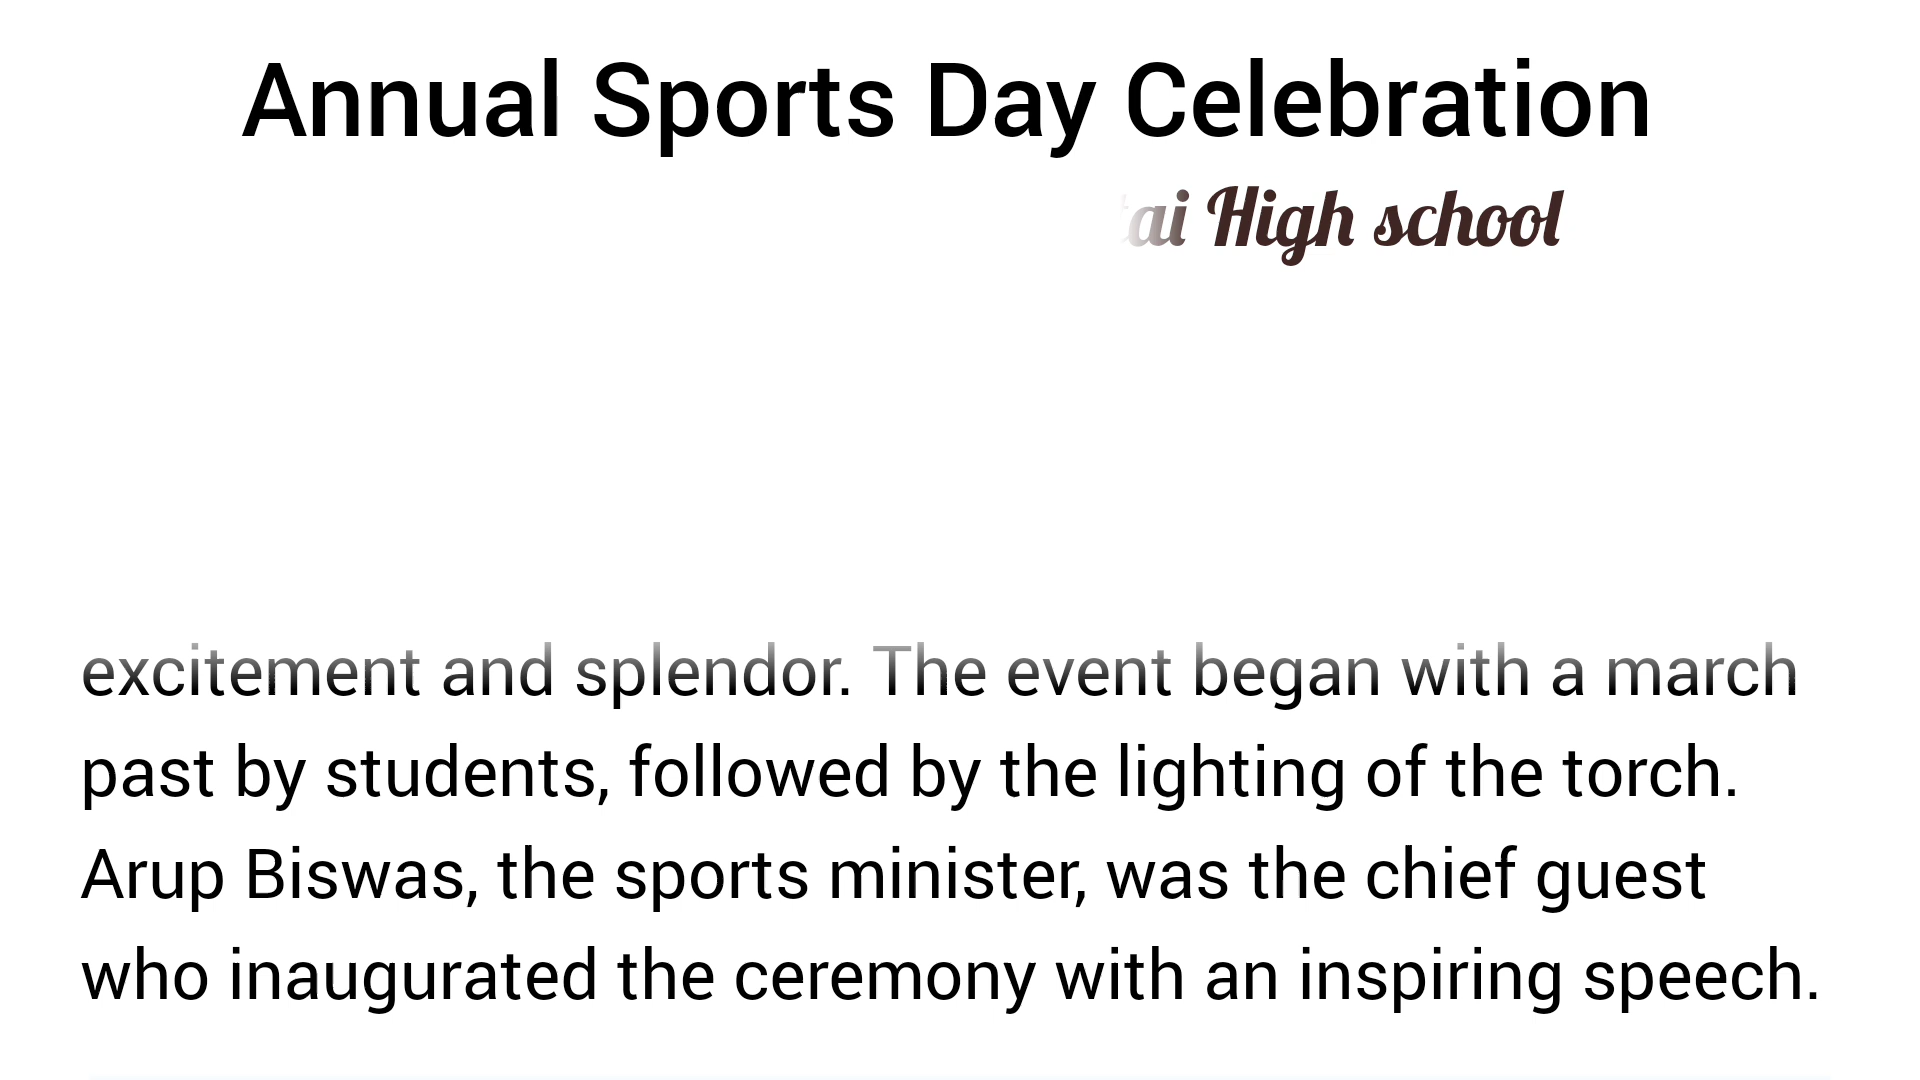 Annual Sports Day Celebration
High school
excitement and splendor. The event began with a march
past by students, followed by the lighting of the torch.
Arup Biswas, the sports minister, was the chief guest
who inaugurated the ceremony with an inspiring speech.